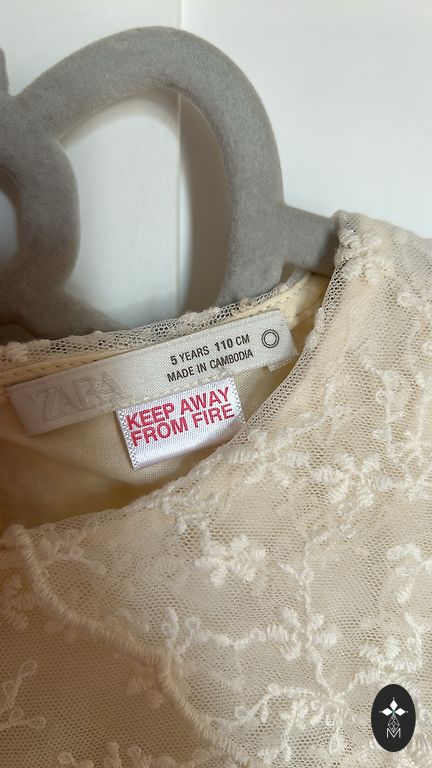 ZARA
5 YEARS 110 CM
MADE IN CAMBODIA
KEEP AWAY
FROM FIRE
M